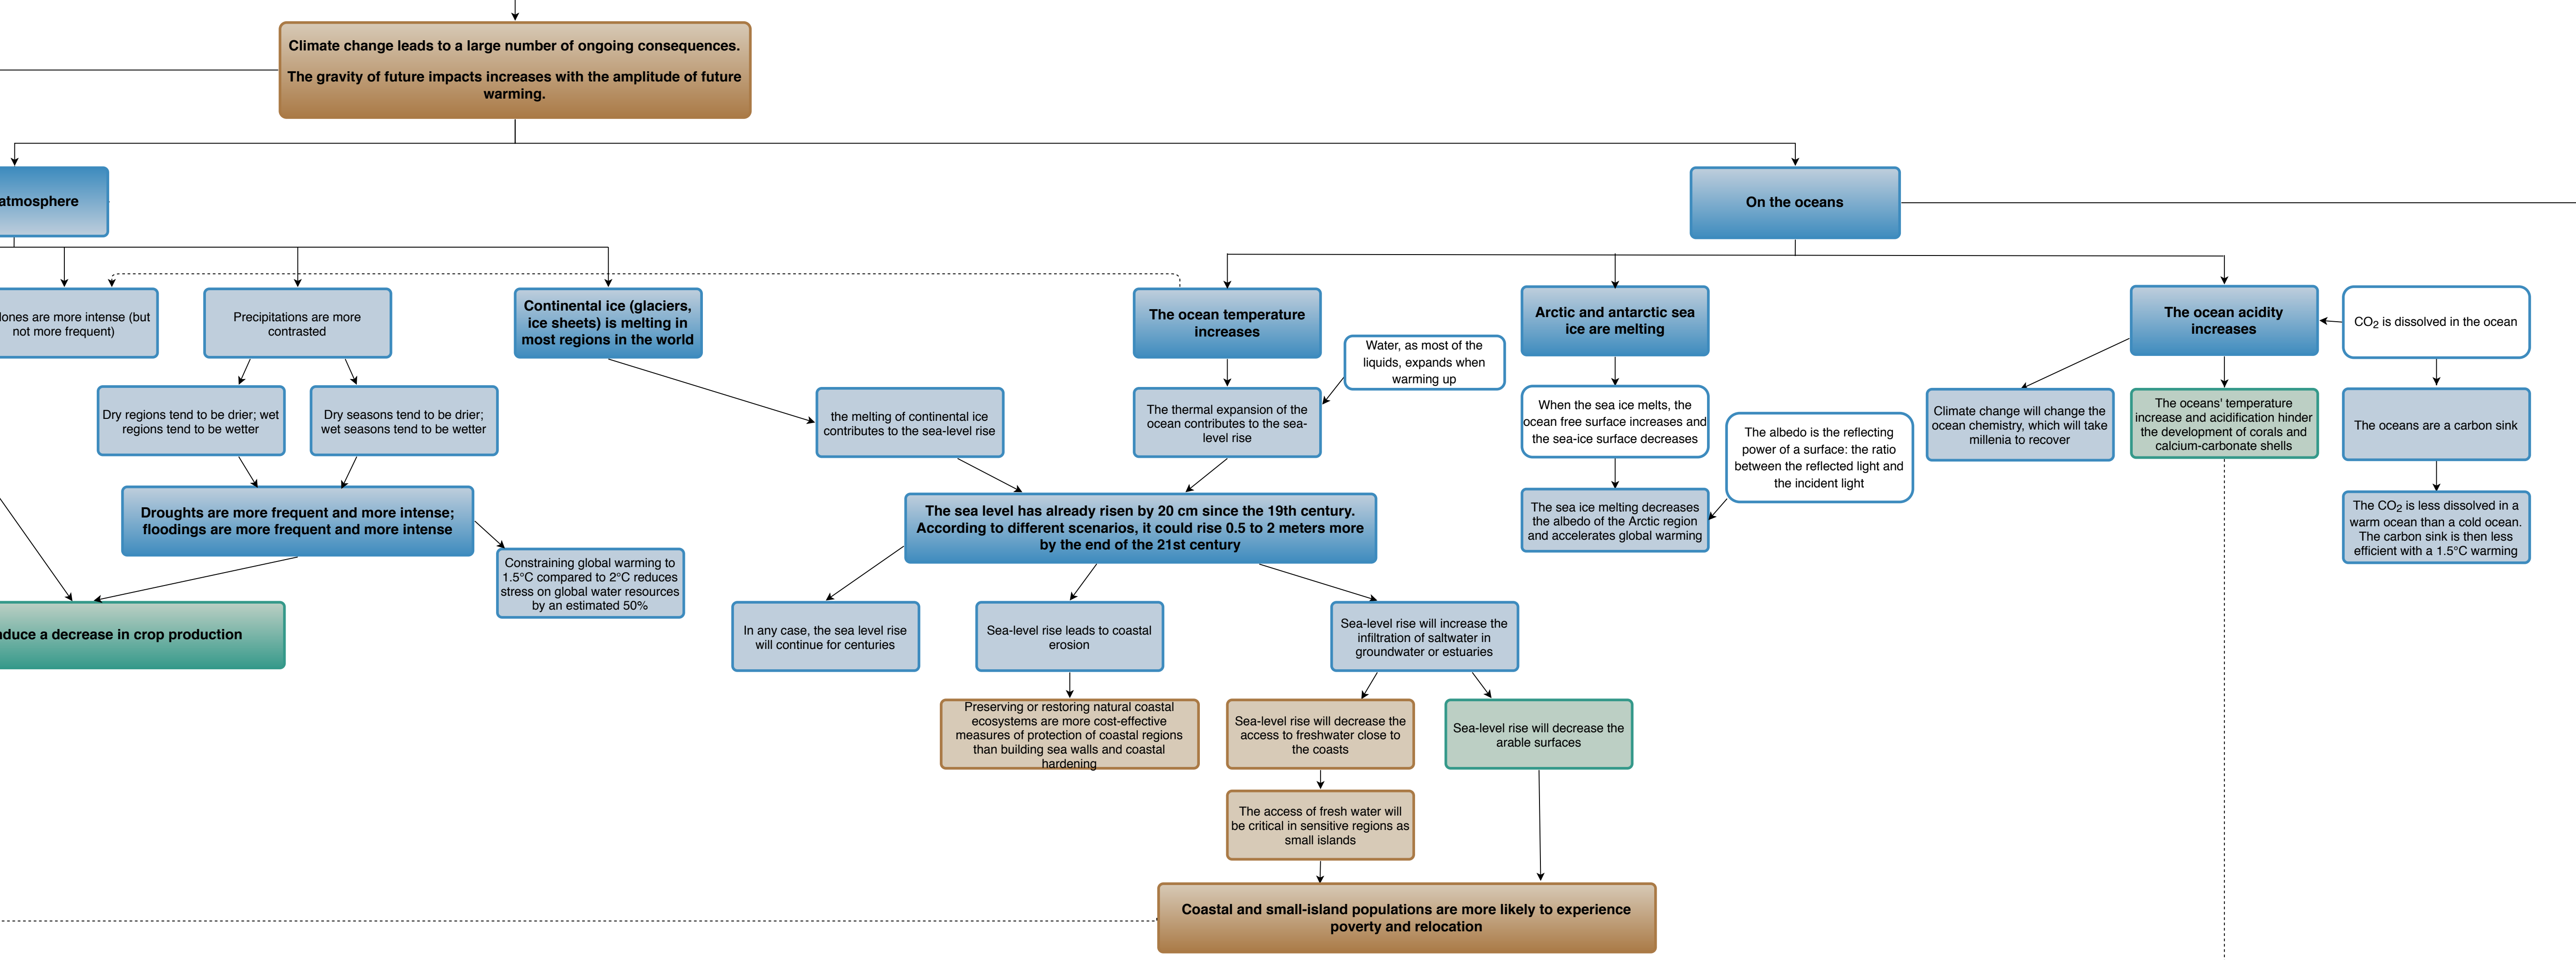 Climate change leads to a large number of ongoing consequences.
The gravity of future impacts increases with the amplitude of future
warming.
atmosphere
On the oceans
not more frequent)
are more intense (but
Precipitations are more
contrasted
Continental ice (glaciers,
ice sheets) is melting in
most regions in the world
The ocean temperature
increases
Arctic and antarctic sea
ice are melting
The ocean acidity
increases
CO2 is dissolved in the ocean
Water, as most of the
liquids, expands when
warming up
Dry regions tend to be drier; wet
regions tend to be wetter
Dry seasons tend to be drier;
wet seasons tend to be wetter
the melting of continental ice
contributes to the sea-level rise
The thermal expansion of the
ocean contributes to the sea-
level rise
When the sea ice melts, the
ocean free surface increases and
the sea-ice surface decreases
The albedo is the reflecting
power of a surface: the ratio
between the reflected light and
the incident light
Climate change will change the
ocean chemistry, which will take
millenia to recover
The oceans' temperature
increase and acidification hinder
the development of corals and
calcium-carbonate shells
The oceans are a carbon sink
Droughts are more frequent and more intense;
floodings are more frequent and more intense
The sea level has already risen by 20 cm since the 19th century.
According to different scenarios, it could rise 0.5 to 2 meters more
by the end of the 21st century
The sea ice melting decreases
the albedo of the Arctic region
and accelerates global warming
The CO2 is less dissolved in a
warm ocean than a cold ocean.
The carbon sink is then less
efficient with a 1.5°C warming
Constraining global warming to
1.5°C compared to 2°C reduces
stress on global water resources
by an estimated 50%
a decrease in crop production
In any case, the sea level rise
will continue for centuries
Sea-level rise leads to coastal
erosion
Sea-level rise will increase the
infiltration of saltwater in
groundwater or estuaries
Preserving or restoring natural coastal
ecosystems are more cost-effective
measures of protection of coastal regions
than building sea walls and coastal
hardening
Sea-level rise will decrease the
access to freshwater close to
the coasts
Sea-level rise will decrease the
arable surfaces
The access of fresh water will
be critical in sensitive regions as
small islands
Coastal and small-island populations are more likely to experience
poverty and relocation